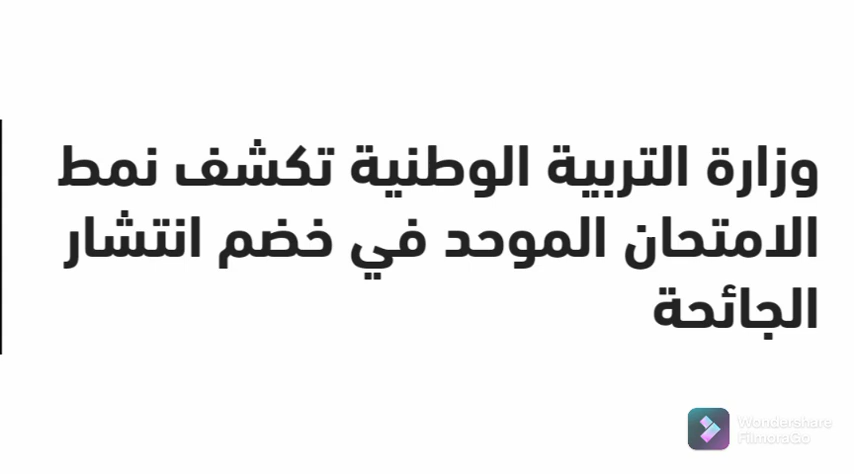 وزارة التربية الوطنية تكشف نمط
الامتحان الموحد في خضم انتشار
الجائحة
Wondershare
FilmoraGo